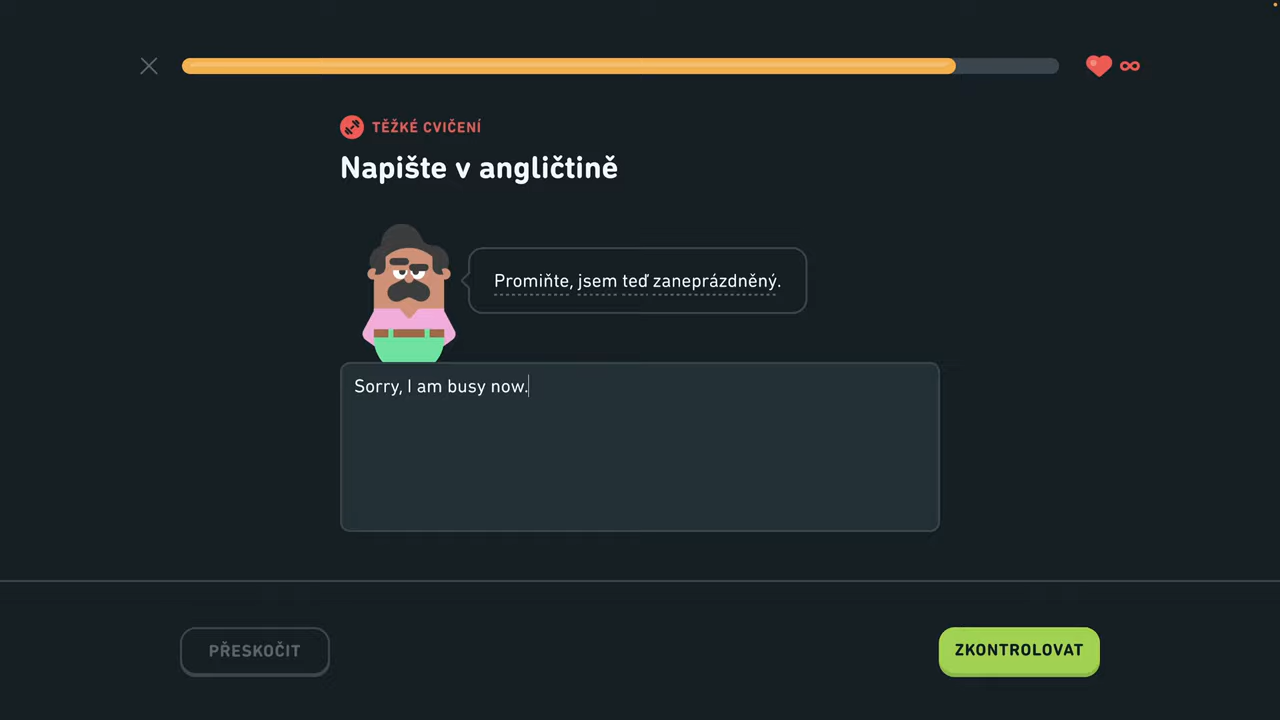 TĚŽKÉ CVIČENÍ
Napište v angličtině
Promiňte, jsem teď zaneprázdněný.
Sorry, I am busy now.
PŘESKOČIT
ZKONTROLOVAT